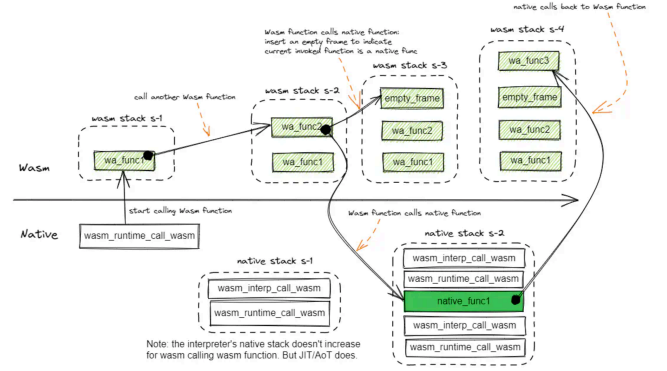 native calls back to Wasm function
Wasm function calls native function:
insert an empty frame to indicate
current invoked function is a native func
wasm stack s-4
wa_func3
empty_frame
wa_func2
wa_func1
wasm stack s-3
empty_frame
wa_func2
wa_func1
call another Wasm function
wasm stack s-2
wa_func2
wa_func1
wasm stack s-1
wa_func1
Wasm
start calling Wasm function
Native
wasm_runtime_call_wasm
Wasm function calls native function
native stack s-2
wasm_interp_call_wasm
wasm_runtime_call_wasm
native_func1
wasm_interp_call_wasm
wasm_runtime_call_wasm
native stack s-1
wasm_interp_call_wasm
wasm_runtime_call_wasm
Note: the interpreter's native stack doesn't increase
for wasm calling wasm function. But JIT/AoT does.